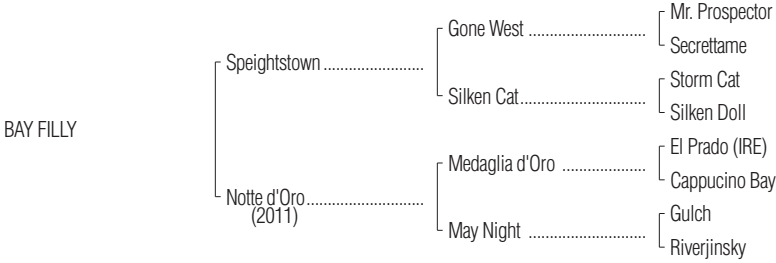 Mr. Prospector
Gone West ..............................
Secrettame
Speightstown .......................
Storm Cat
Silken Cat..............................
Silken Doll
BAY FILLY
El Prado (IRE)
Medaglia d'Oro .....................
Cappucino Bay
Notte d'Oro...........................
(2011)
Gulch
May Night .............................
Riverjinsky